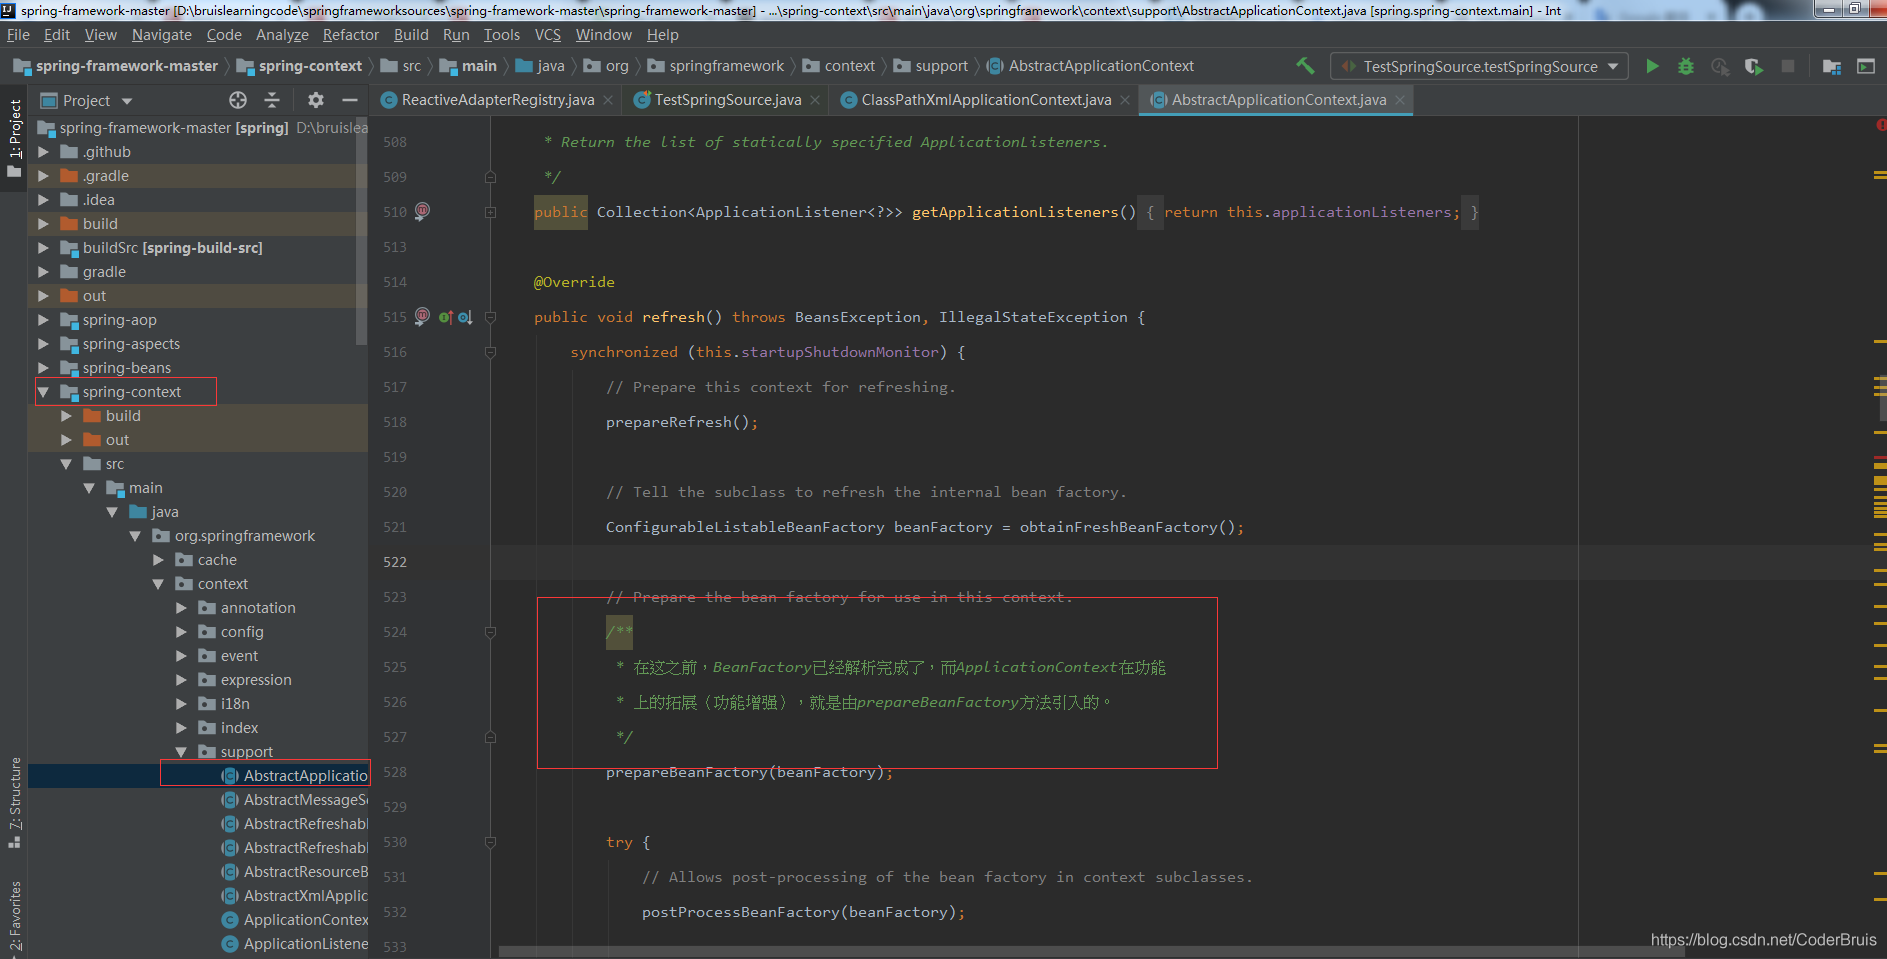 spring-framework-master [D:\bruislearningcode\springframeworksources\spring-framework-master\spring-framework-master] - ...\spring-context\src\main\java\org\springframework\context\support\AbstractApplicationContext.java [spring.spring-context.main] - Int
File Edit View Navigate Code Analyze Refactor Build Run Tools VCS Window Help
spring-framework-master spring-context src main java org springframework context support AbstractApplicationContext TestSpringSource.testSpringSource
Project
ReactiveAdapterRegistry.java TestSpringSource.java ClassPathXmlApplicationContext.java AbstractApplicationContext.java
1: Project
7: Structure
2: Favorites
spring-framework-master [spring] D:\bruislea
.github
.gradle
.idea
build
buildSrc [spring-build-src]
gradle
out
spring-aop
spring-aspects
spring-beans
spring-context
build
out
src
main
java
org.springframework
cache
context
annotation
config
event
expression
i18n
index
support
AbstractApplicatio
AbstractMessageSo
AbstractRefreshabl
AbstractRefreshabl
AbstractResourceB
AbstractXmlApplic
ApplicationContex
ApplicationListene
508 * Return the list of statically specified ApplicationListeners.
509 */
510 public Collection<ApplicationListener<?>> getApplicationListeners() { return this.applicationListeners; }
513
514 @Override
515 public void refresh() throws BeansException, IllegalStateException {
516 synchronized (this.startupShutdownMonitor) {
517 // Prepare this context for refreshing.
518 prepareRefresh();
519
520 // Tell the subclass to refresh the internal bean factory.
521 ConfigurableListableBeanFactory beanFactory = obtainFreshBeanFactory();
522
523 // Prepare the bean factory for use in this context.
524 /**
525 * 在这之前，BeanFactory已经解析完成了，而ApplicationContext在功能
526 * 上的拓展（功能增强），就是由prepareBeanFactory方法引入的。
527 */
528 prepareBeanFactory(beanFactory);
529
530 try {
531 // Allows post-processing of the bean factory in context subclasses.
532 postProcessBeanFactory(beanFactory);
533
https://blog.csdn.net/CoderBruis